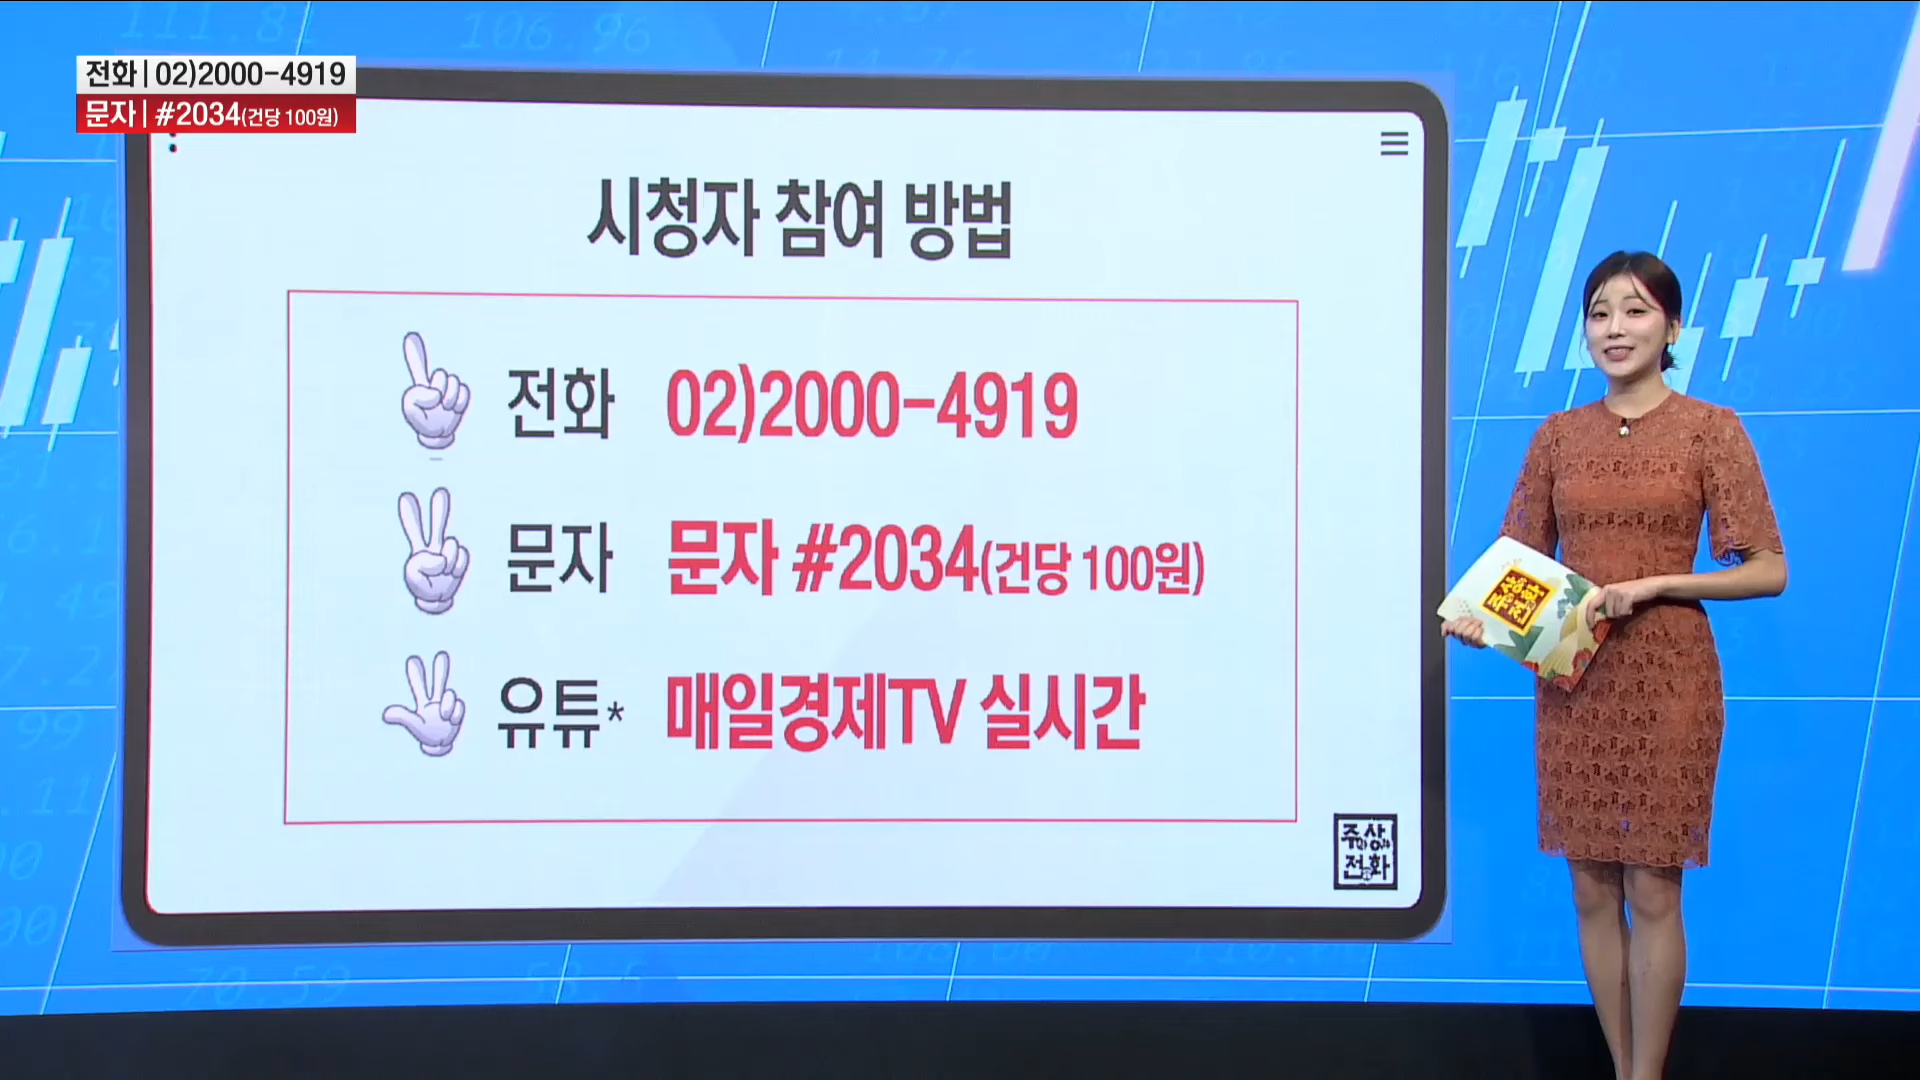 전화 | 02)2000-4919
문자 | #2034(건당 100원)
시청자 참여 방법
전화 02)2000-4919
문자 문자 #2034(건당 100원)
유튜* 매일경제TV 실시간
주상
전화